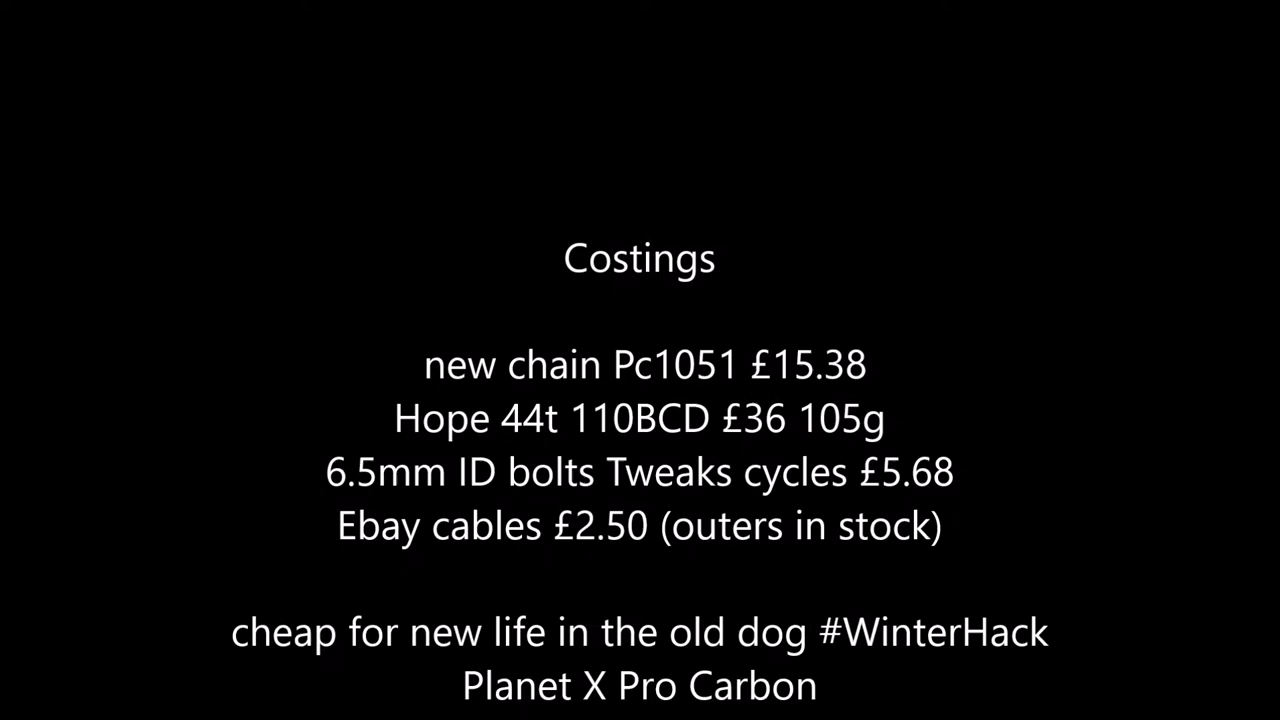 Costings
new chain Pc1051 £15.38
Hope 44t 110BCD £36 105g
6.5mm ID bolts Tweaks cycles £5.68
Ebay cables £2.50 (outers in stock)
cheap for new life in the old dog #WinterHack
Planet X Pro Carbon